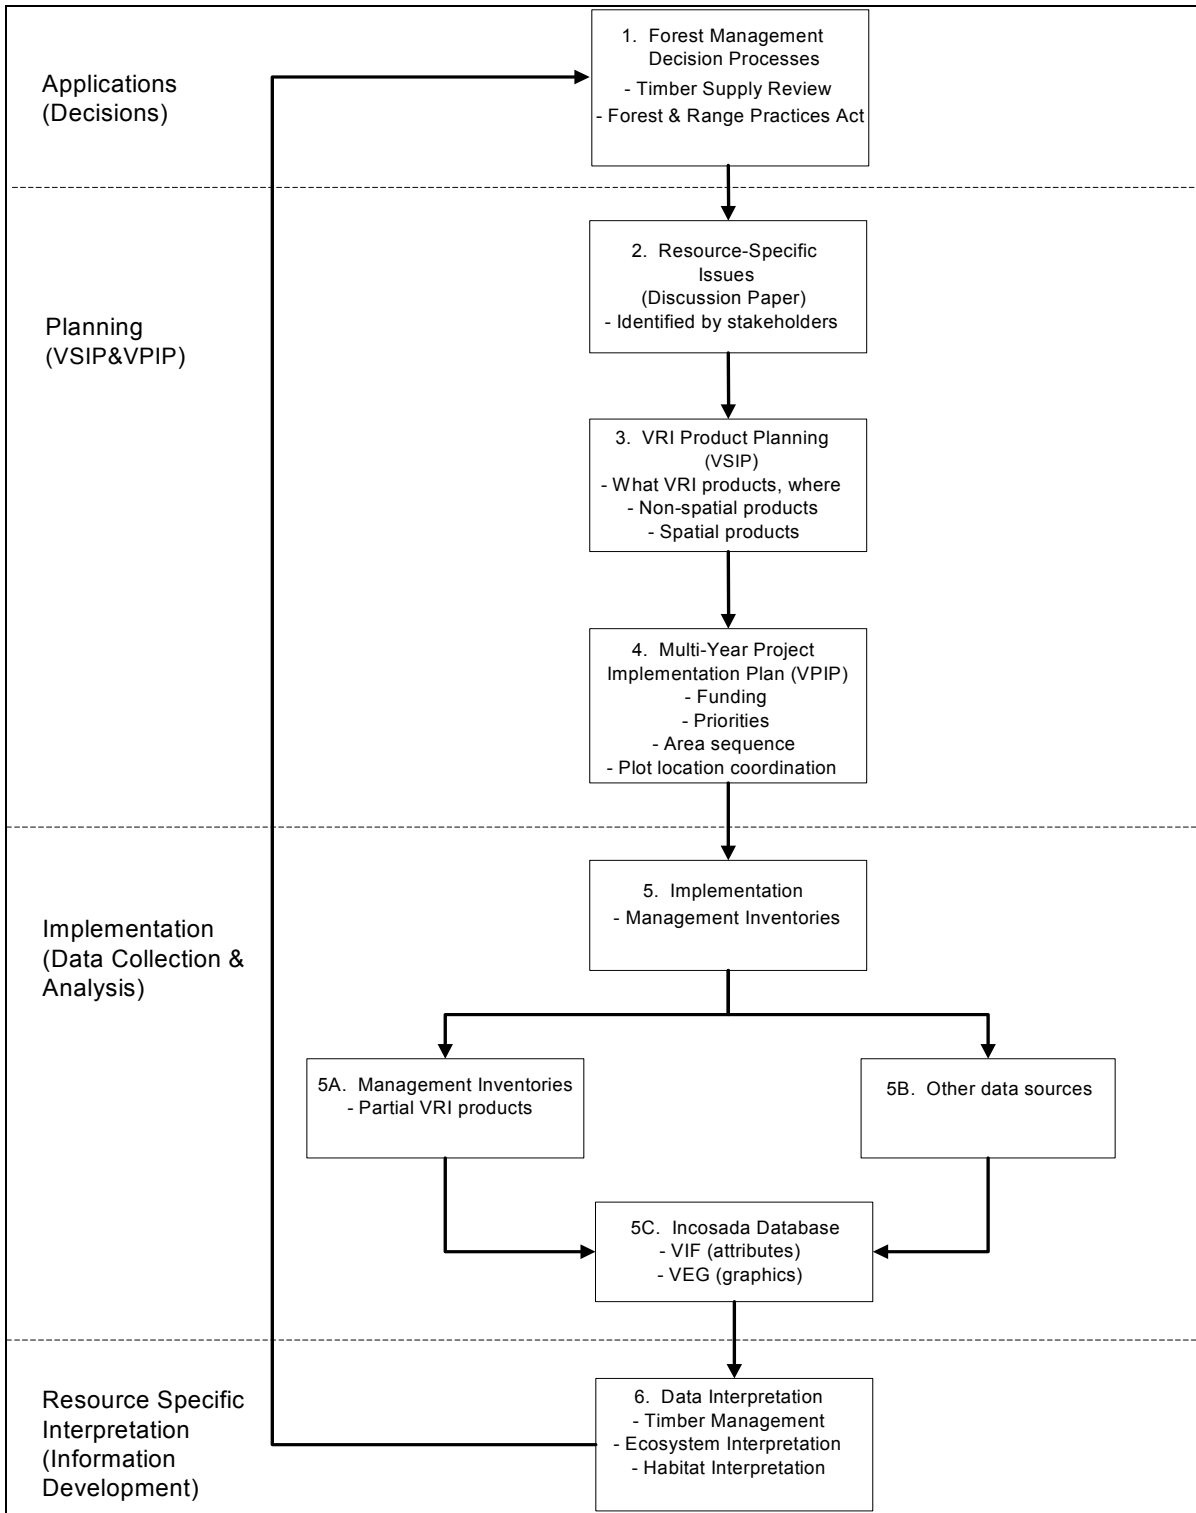 Applications
(Decisions)
1.  Forest Management
Decision Processes
- Timber Supply Review
- Forest & Range Practices Act
Planning
(VSIP&VPIP)
2.  Resource-Specific
Issues
(Discussion Paper)
- Identified by stakeholders
3.  VRI Product Planning
(VSIP)
- What VRI products, where
- Non-spatial products
- Spatial products
4.  Multi-Year Project
Implementation Plan (VPIP)
- Funding
- Priorities
- Area sequence
- Plot location coordination
Implementation
(Data Collection &
Analysis)
5.  Implementation
- Management Inventories
5A.  Management Inventories
- Partial VRI products
5B.  Other data sources
5C.  Incosada Database
- VIF (attributes)
- VEG (graphics)
Resource Specific
Interpretation
(Information
Development)
6.  Data Interpretation
- Timber Management
- Ecosystem Interpretation
- Habitat Interpretation